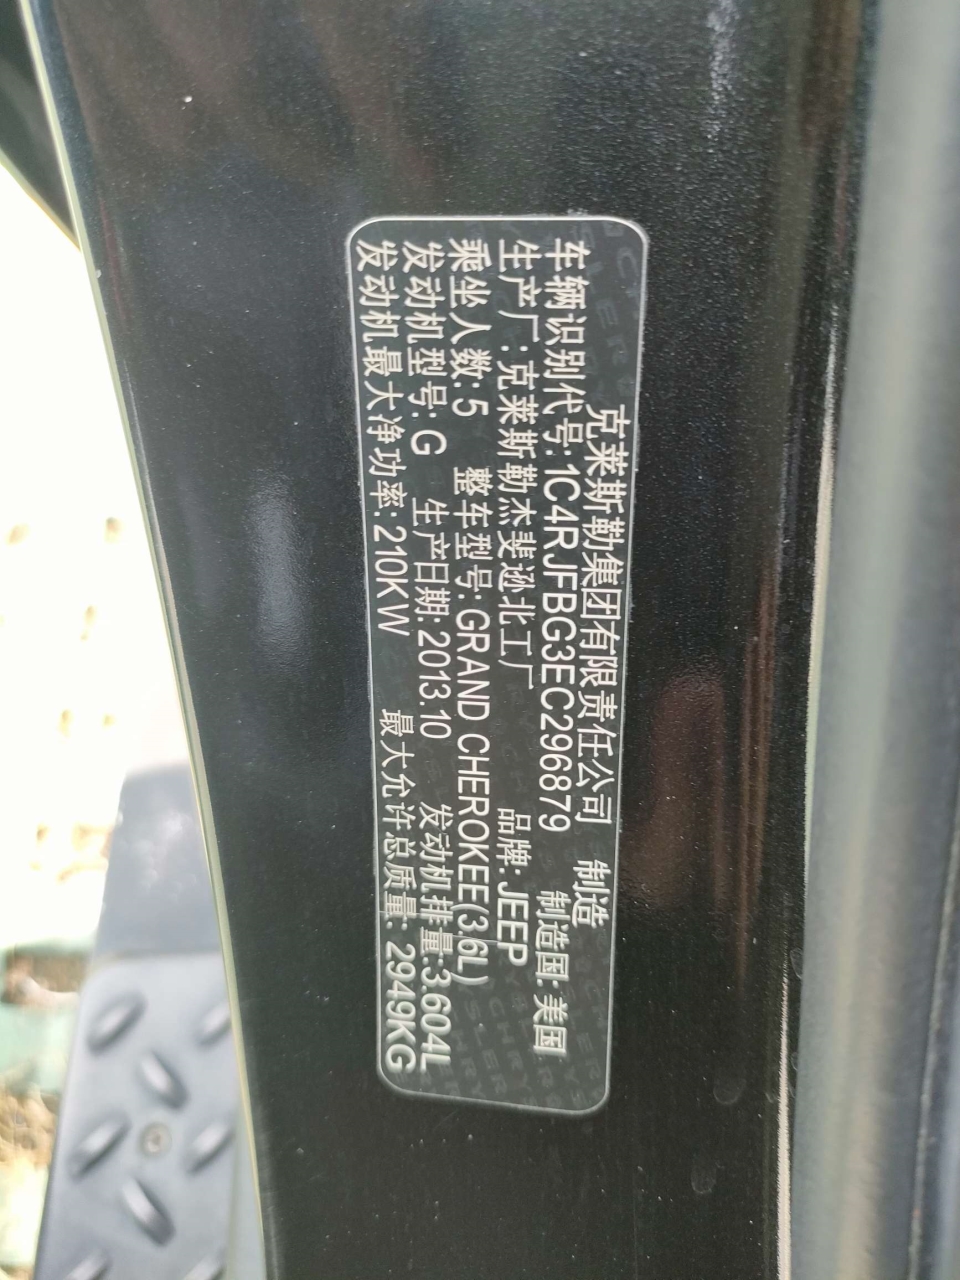 克莱斯勒集团有限责任公司 制造
车辆识别代号: 1C4RJFBG3EC296879 制造国: 美国
生产厂: 克莱斯勒杰斐逊北工厂 品牌: JEEP
乘坐人数: 5 整车型号: GRAND CHEROKEE(3.6L)
发动机型号: G 生产日期: 2013.10 发动机排量: 3.604L
发动机最大净功率: 210KW 最大允许总质量: 2949KG